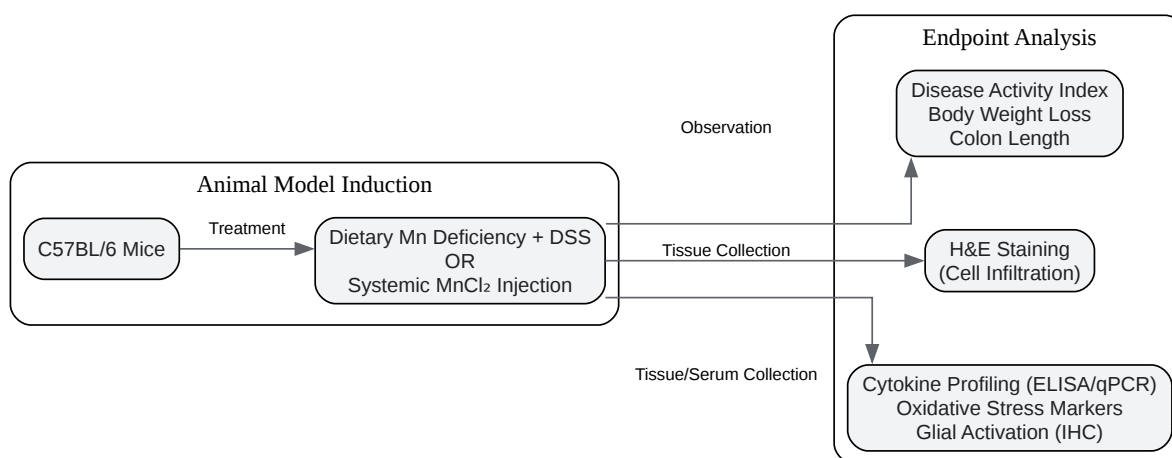 Endpoint Analysis
Disease Activity Index
Body Weight Loss
Colon Length
Observation
Animal Model Induction
C57BL/6 Mice
Treatment
Dietary Mn Deficiency + DSS
OR
Systemic MnCl₂ Injection
Tissue Collection
H&E Staining
(Cell Infiltration)
Tissue/Serum Collection
Cytokine Profiling (ELISA/qPCR)
Oxidative Stress Markers
Glial Activation (IHC)